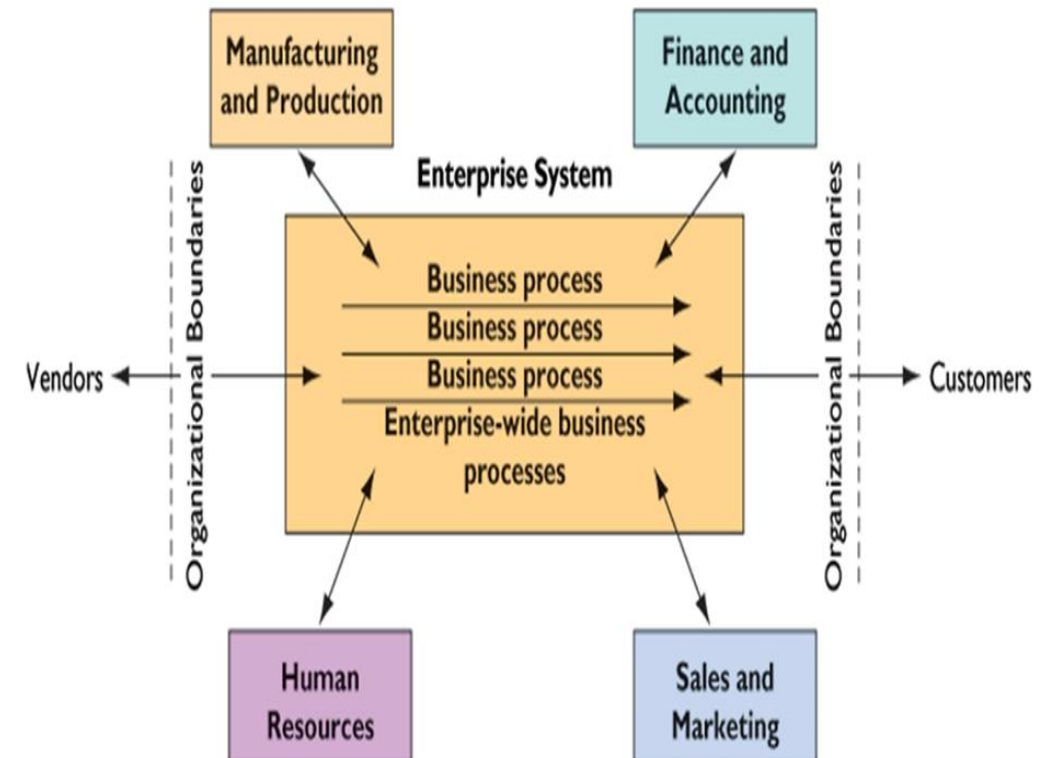 Manufacturing
and Production
Finance and
Accounting
Enterprise System
Organizational Boundaries
Organizational Boundaries
Business process
Business process
Business process
Enterprise-wide business
processes
Vendors
Customers
Human
Resources
Sales and
Marketing